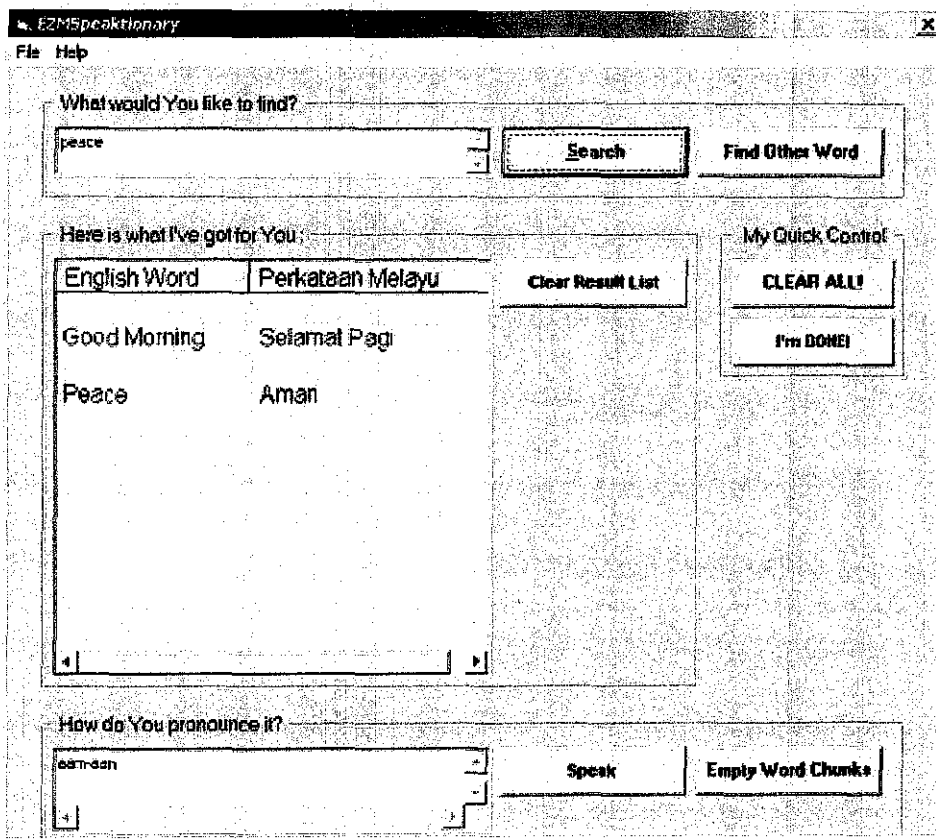 EZMSpeaktionary
File Help
What would You like to find?
peace
Search
Find Other Word
Here is what I've got for You :
My Quick Control
English Word Perkataan Melayu
Clear Result List
CLEAR ALL!
Good Morning Selamat Pagi
I'm DONE!
Peace Aman
How do You pronounce it?
Speak
Empty Word Chunks